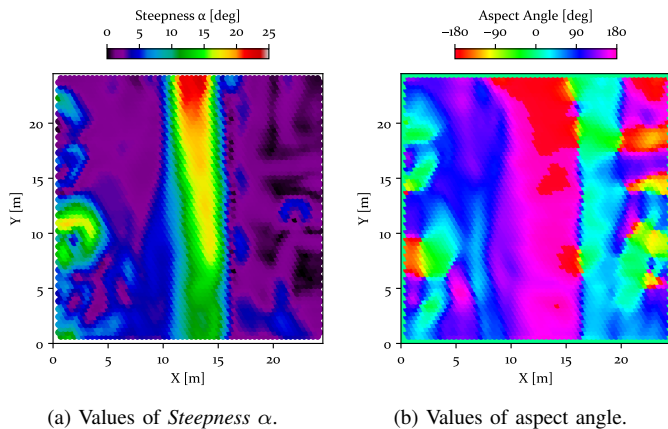 Steepness α [deg]
0 5 10 15 20 25
Aspect Angle [deg]
−180 −90 0 90 180
Y [m]
20
15
10
5
0
0 5 10 15 20
X [m]
(a) Values of Steepness α.
Y [m]
20
15
10
5
0
0 5 10 15 20
X [m]
(b) Values of aspect angle.